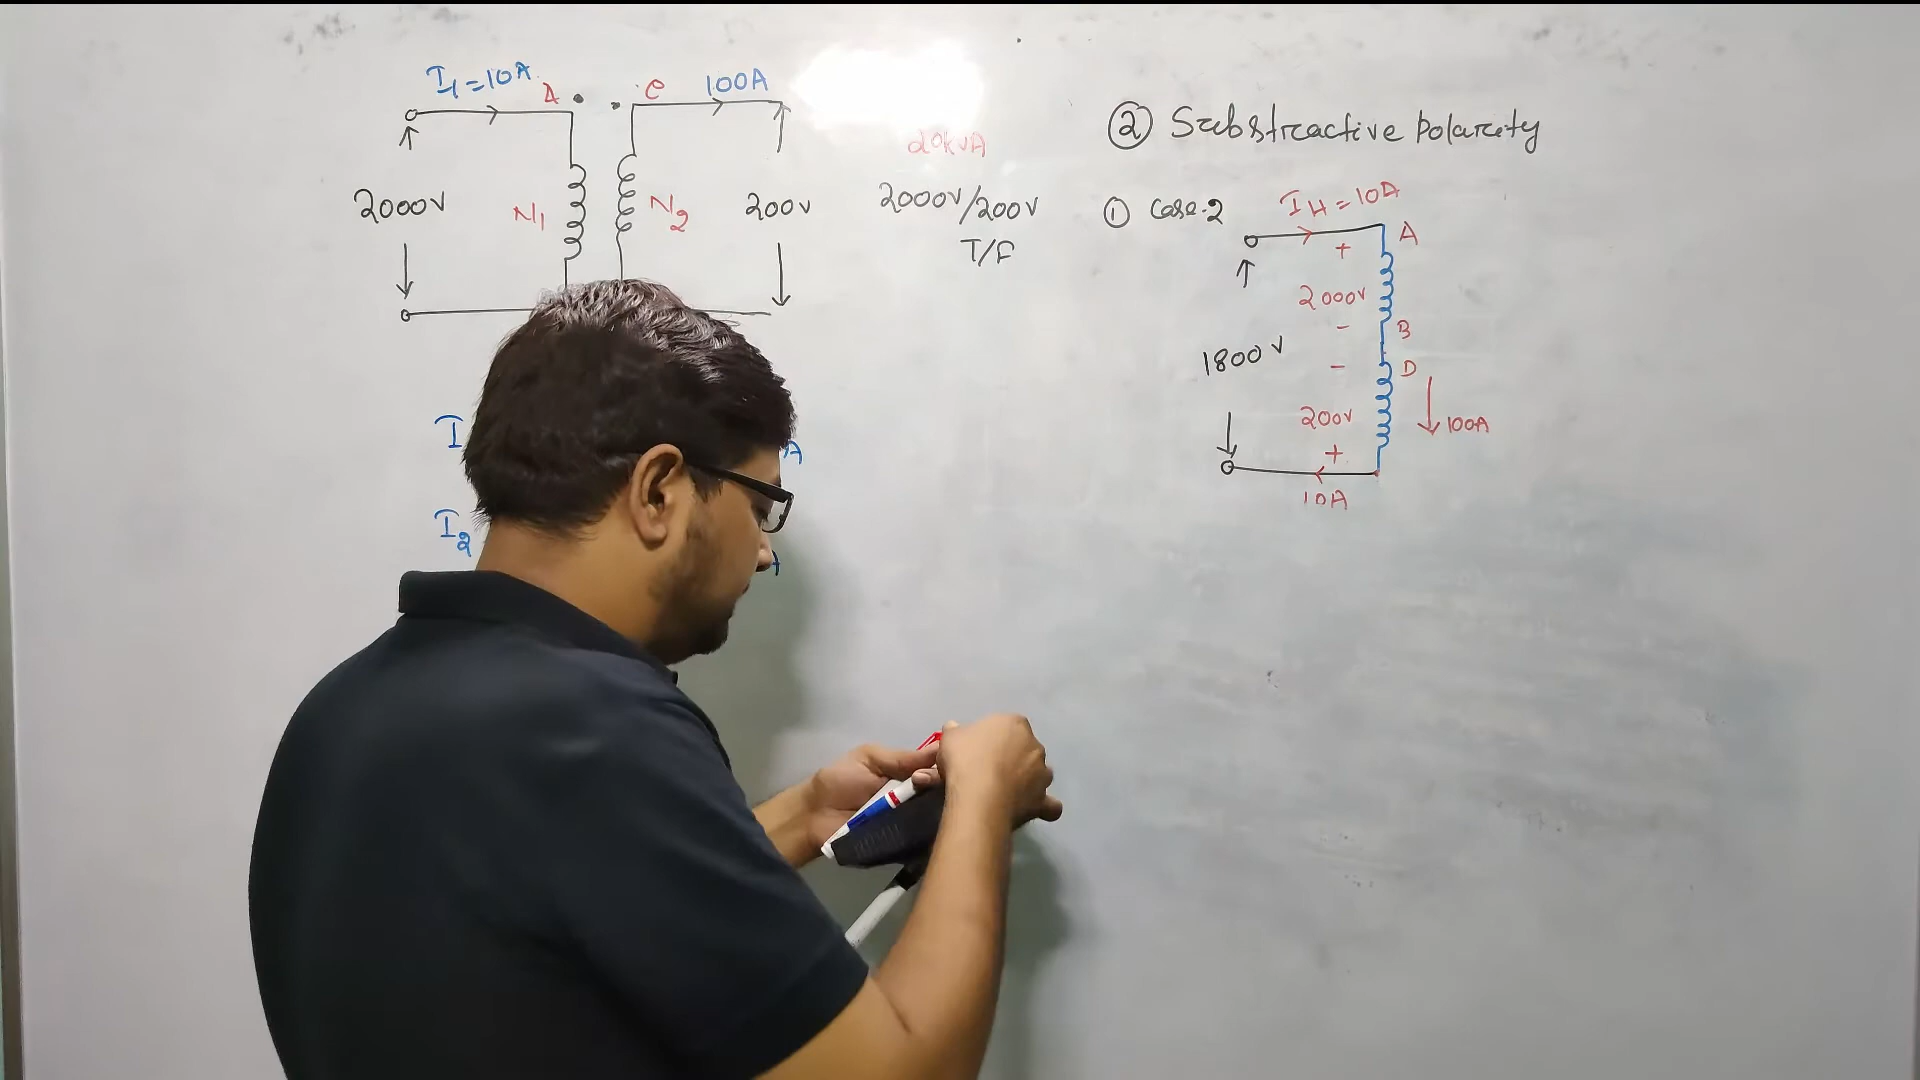 I1 = 10A
A
C
100A
2000V
N1
N2
200V
I
A
I2
20kVA
2000V/200V
T/F
② Substractive Polarity
① Case-2
IH = 10A
A
+
2000V
-
B
1800V
-
D
200V
100A
+
10A